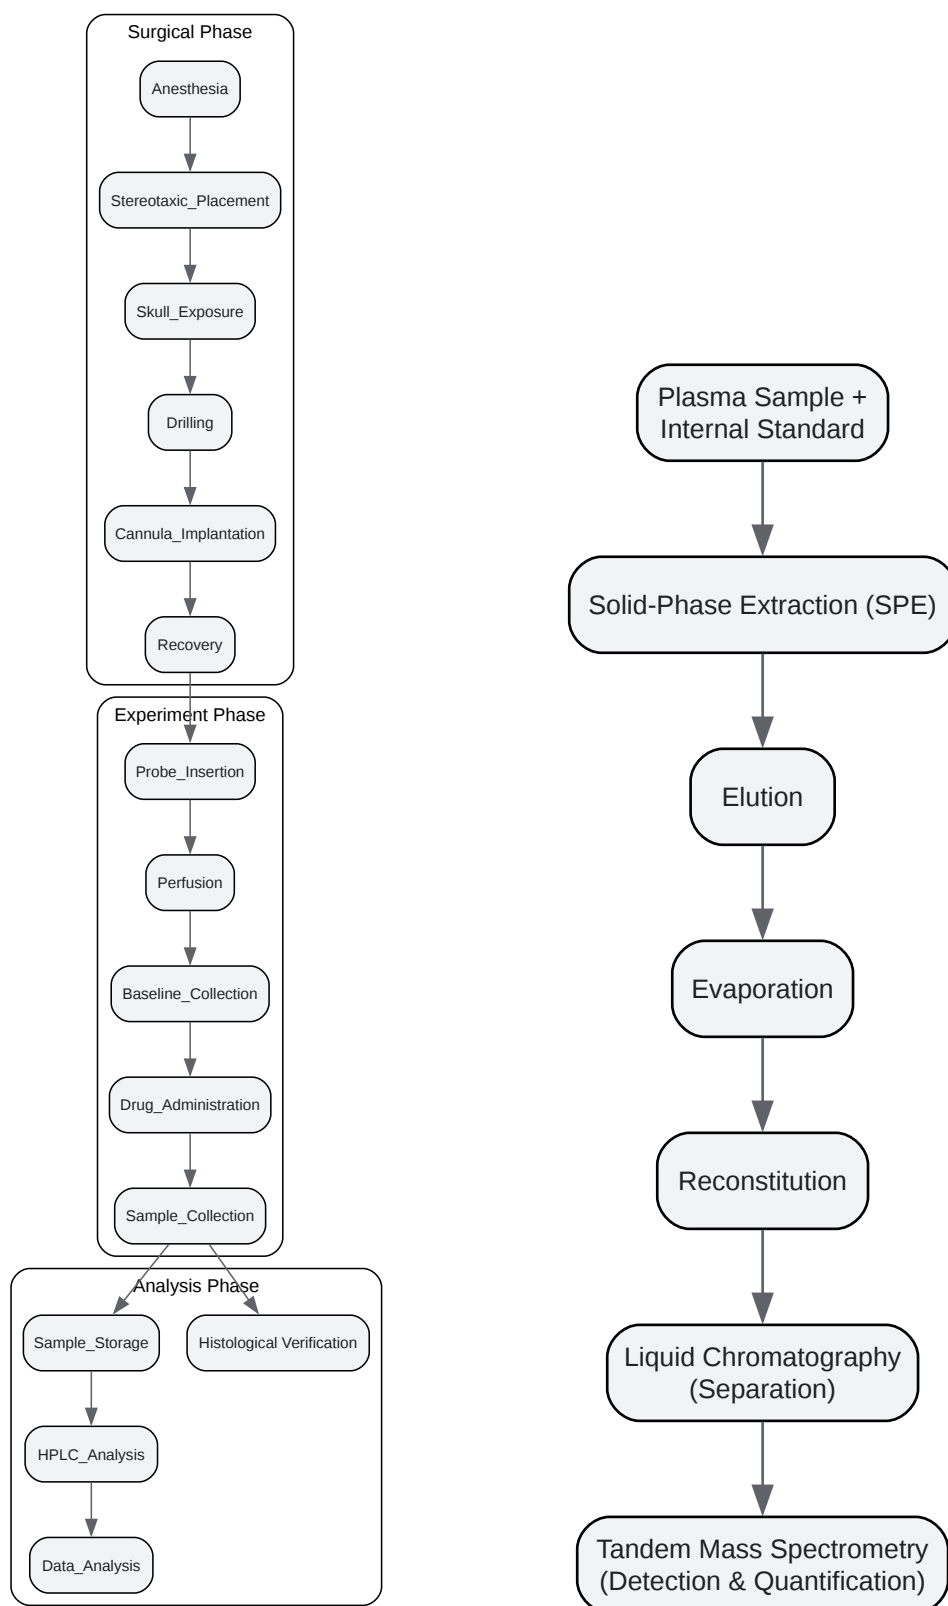 Surgical Phase
Anesthesia
Stereotaxic_Placement
Skull_Exposure
Drilling
Cannula_Implantation
Recovery
Experiment Phase
Probe_Insertion
Perfusion
Baseline_Collection
Drug_Administration
Sample_Collection
Analysis Phase
Sample_Storage
Histological Verification
HPLC_Analysis
Data_Analysis
Plasma Sample +
Internal Standard
Solid-Phase Extraction (SPE)
Elution
Evaporation
Reconstitution
Liquid Chromatography
(Separation)
Tandem Mass Spectrometry
(Detection & Quantification)